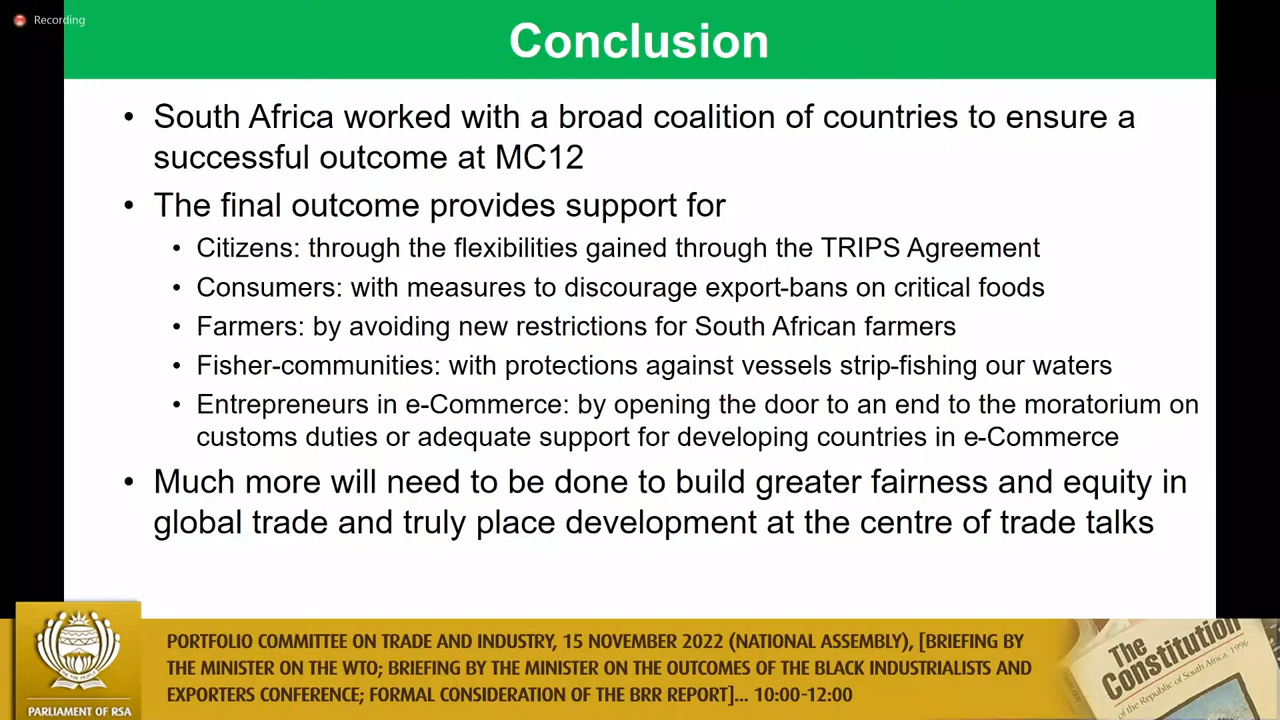 Recording
Conclusion
• South Africa worked with a broad coalition of countries to ensure a
successful outcome at MC12
• The final outcome provides support for
• Citizens: through the flexibilities gained through the TRIPS Agreement
• Consumers: with measures to discourage export-bans on critical foods
• Farmers: by avoiding new restrictions for South African farmers
• Fisher-communities: with protections against vessels strip-fishing our waters
• Entrepreneurs in e-Commerce: by opening the door to an end to the moratorium on
customs duties or adequate support for developing countries in e-Commerce
• Much more will need to be done to build greater fairness and equity in
global trade and truly place development at the centre of trade talks
PORTFOLIO COMMITTEE ON TRADE AND INDUSTRY, 15 NOVEMBER 2022 (NATIONAL ASSEMBLY), [BRIEFING BY
THE MINISTER ON THE WTO; BRIEFING BY THE MINISTER ON THE OUTCOMES OF THE BLACK INDUSTRIALISTS AND
EXPORTERS CONFERENCE; FORMAL CONSIDERATION OF THE BRR REPORT]... 10:00-12:00
PARLIAMENT OF RSA
The
Constitution
of the Republic of South Africa, 1996